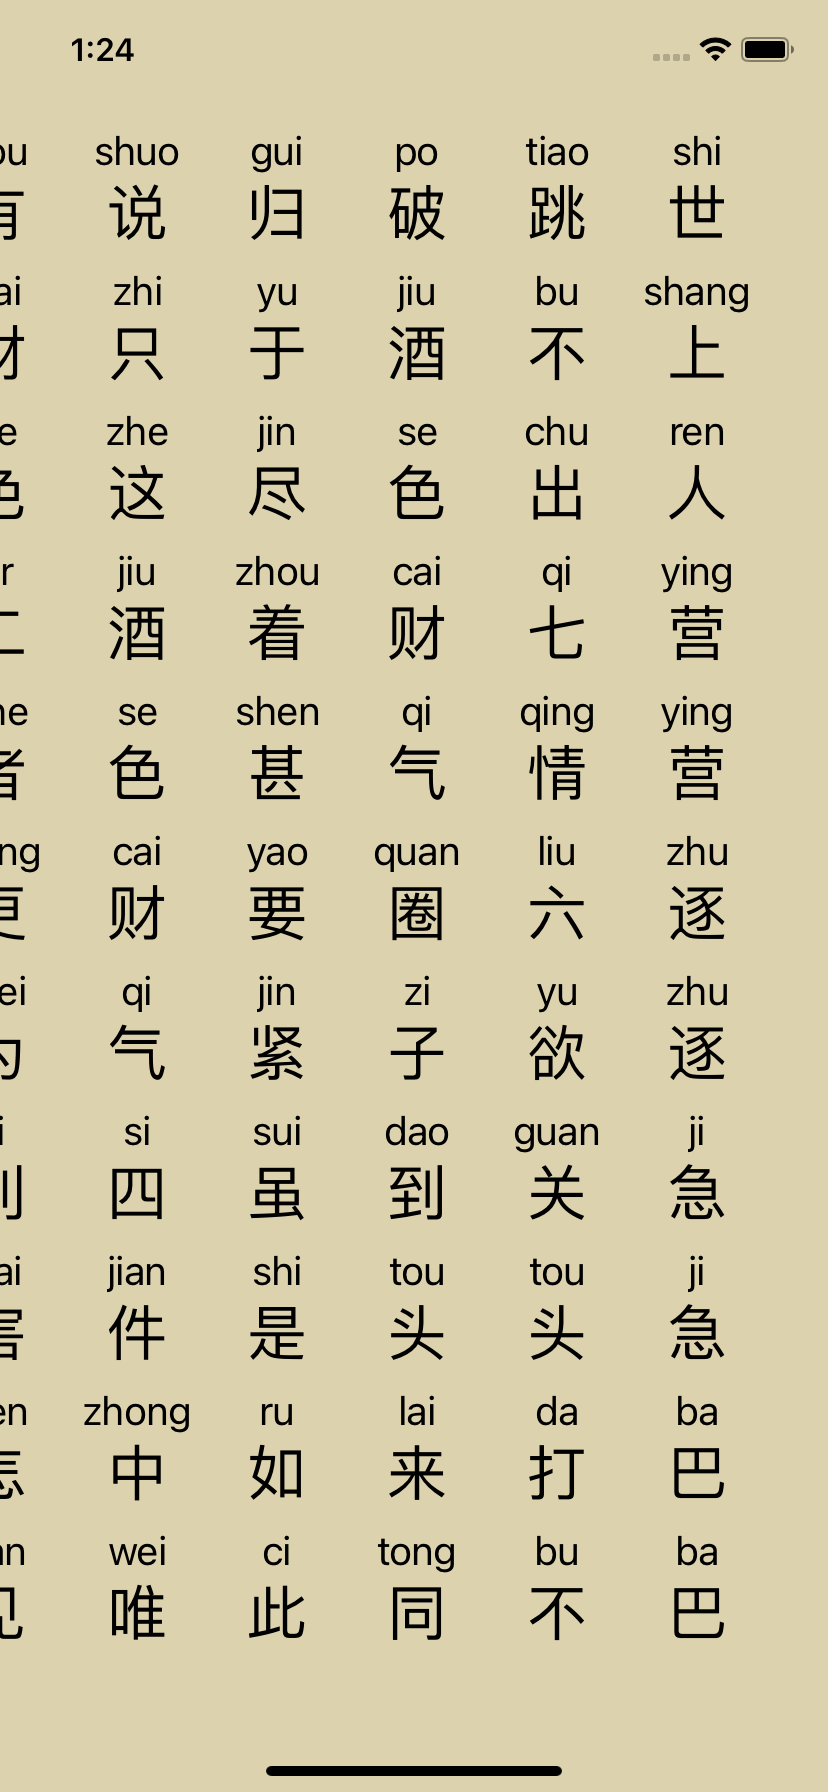 1:24
shi shang ren ying ying zhu zhu ji ji ba ba
世上人营营逐逐急急巴巴
tiao bu chu qi qing liu yu guan tou da bu
跳不出七情六欲关头打不
po jiu se cai qi quan zi dao tou lai tong
破酒色财气圈子到头来同
gui yu jin zhou shen yao jin sui shi ru ci
归于尽着甚要紧虽是如此
shuo zhi zhe jiu se cai qi si jian zhong wei
说只这酒色财气四件中唯